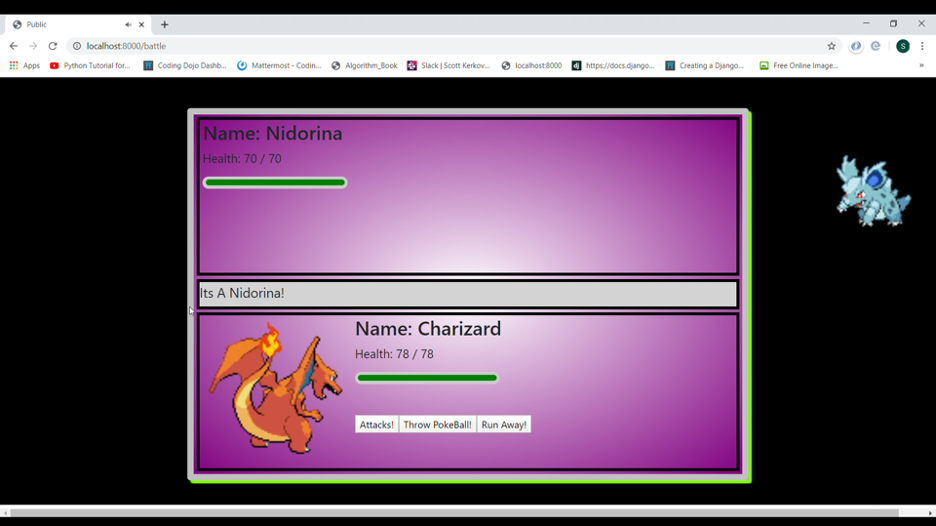 Public
localhost:8000/battle
S
Apps Python Tutorial for... Coding Dojo Dashb... Mattermost - Codin... Algorithm_Book Slack | Scott Kerkov... localhost:8000 https://docs.django... Creating a Django... Free Online Image... »
Name: Nidorina
Health: 70 / 70
Its A Nidorina!
Name: Charizard
Health: 78 / 78
Attacks! Throw PokeBall! Run Away!